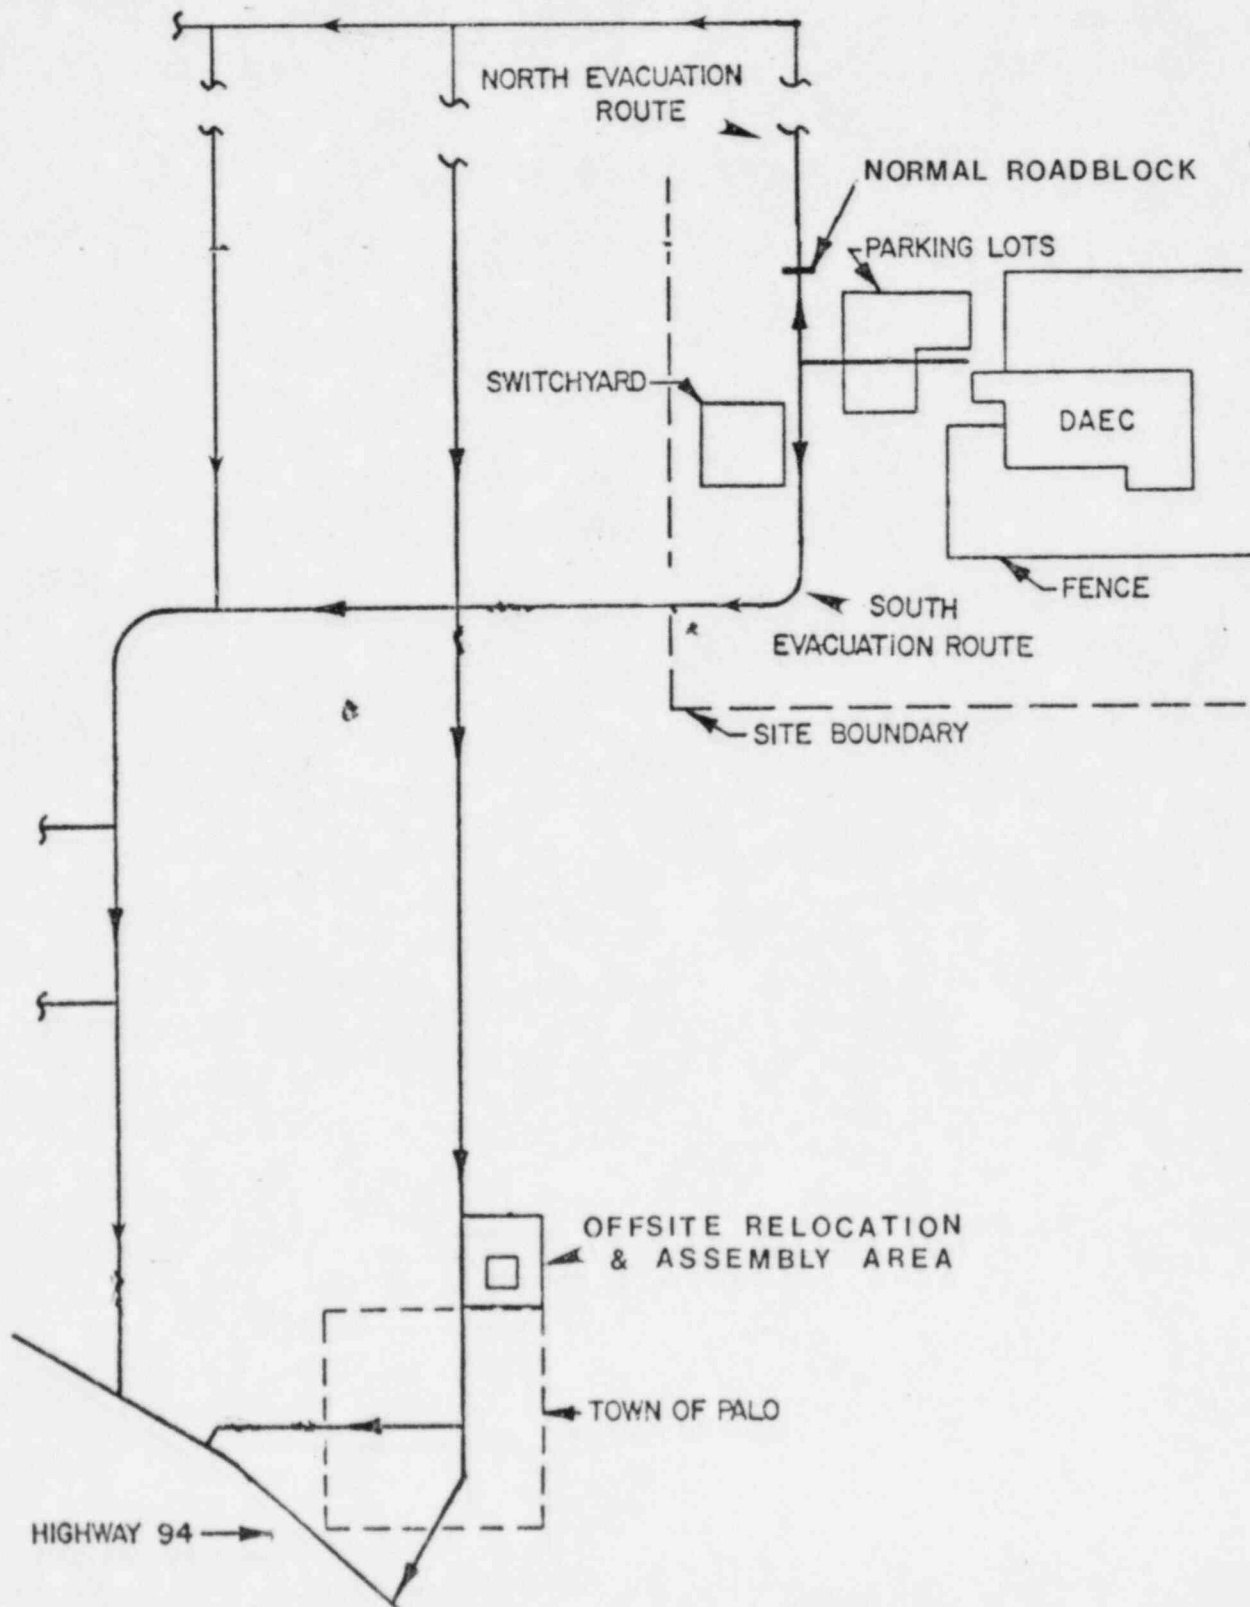 NORTH EVACUATION
ROUTE
NORMAL ROADBLOCK
PARKING LOTS
SWITCHYARD
DAEC
FENCE
SOUTH
EVACUATION ROUTE
SITE BOUNDARY
OFFSITE RELOCATION
& ASSEMBLY AREA
TOWN OF PALO
HIGHWAY 94